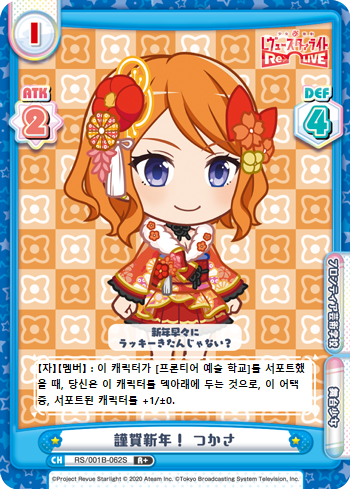 1
少女☆歌劇
レヴュースタァライト
Re LIVE
ATK
2
DEF
4
フロンティア芸術学校
舞台少女
新年早々に
ラッキーきたんじゃない？
[자]【멤버】 : 이 캐릭터가 [프론티어 예술 학교]를 서포트했
을 때, 당신은 이 캐릭터를 덱아래에 두는 것으로, 이 어택
중, 서포트된 캐릭터를 +1/±0.
謹賀新年！ つかさ
CH RS/001B-062S R+
©Project Revue Starlight © 2020 Ateam Inc. ©Tokyo Broadcasting System Television, Inc.